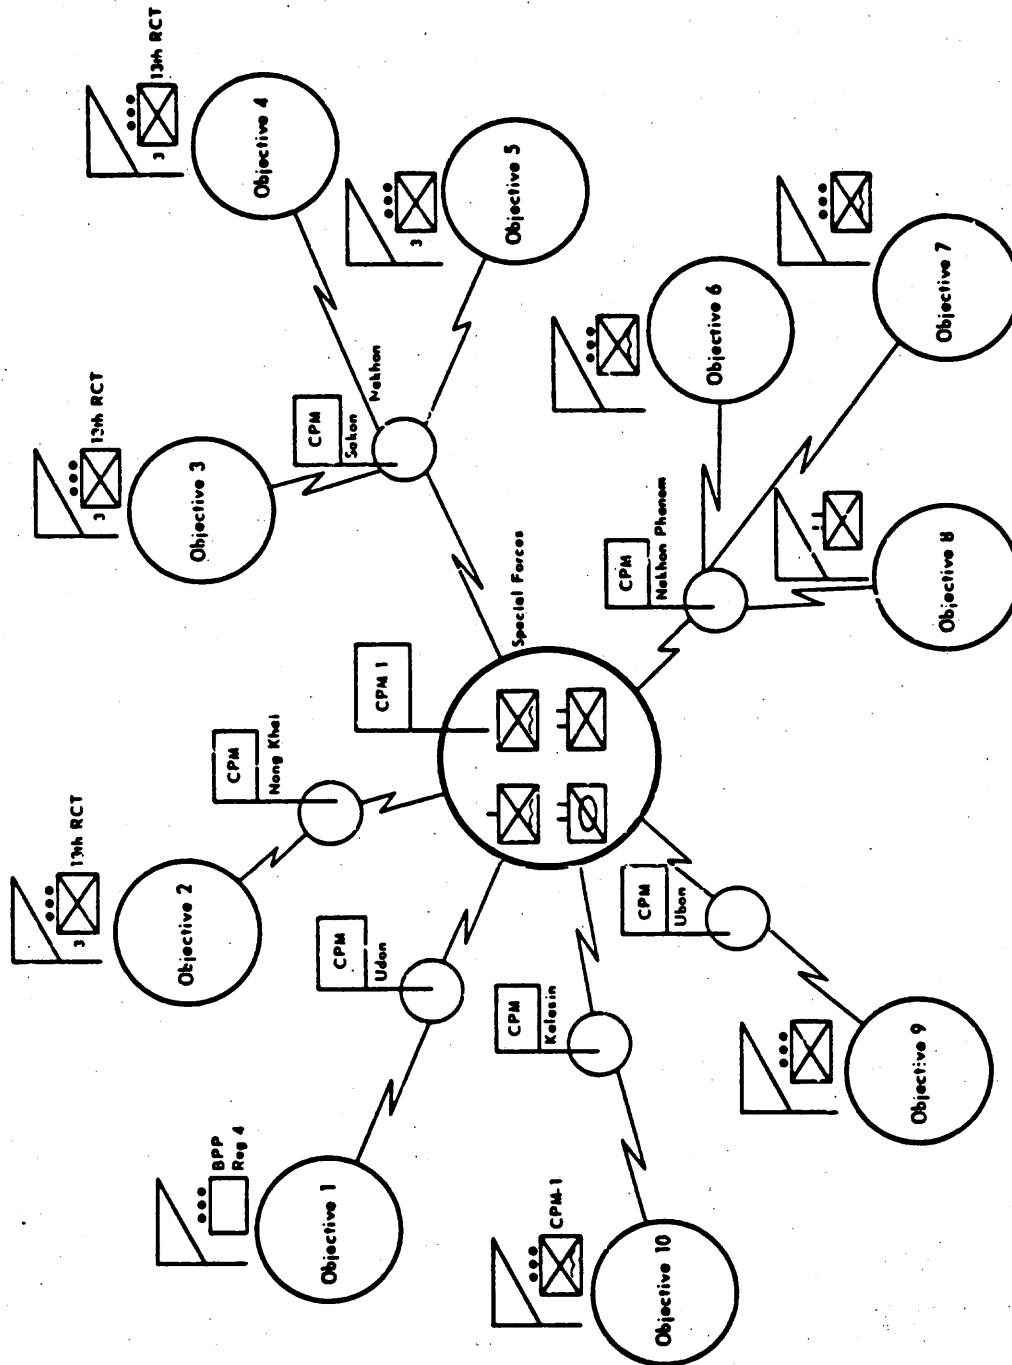 13th RCT
3
Objective 2
13th RCT
3
Objective 3
13th RCT
3
Objective 4
BPP
Reg 4
Objective 1
CPM
Nong Khai
CPM
Udon
CPM 1
Special Forces
CPM
Sakon Nakhon
3
Objective 5
CPM-1
Objective 10
CPM
Kalasin
CPM
Ubon
CPM
Nakhon Phanom
Objective 6
Objective 9
Objective 8
Objective 7